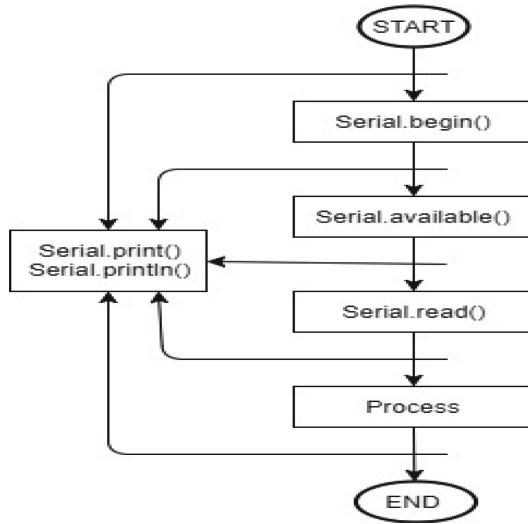 START
Serial.begin()
Serial.available()
Serial.print()
Serial.println()
Serial.read()
Process
END